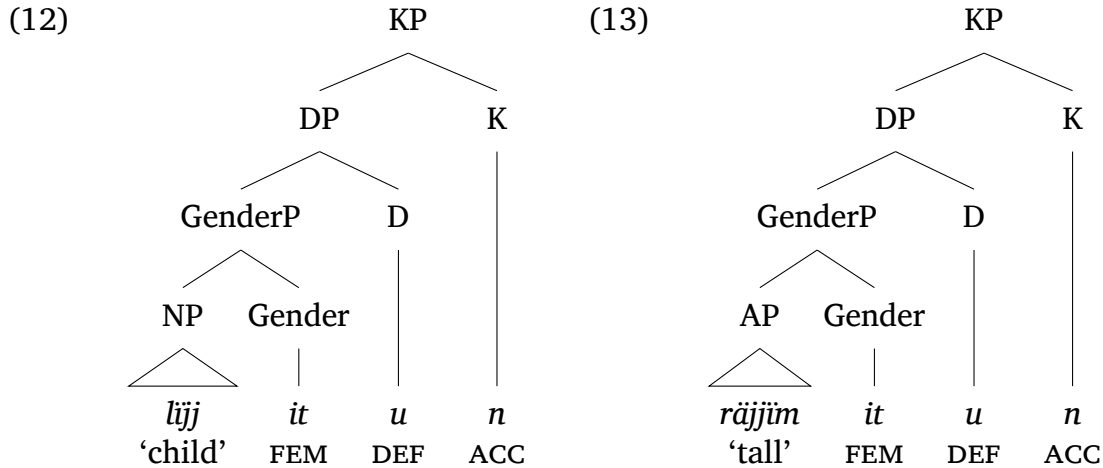 (12) KP (13) KP
DP K DP K
GenderP D GenderP D
NP Gender AP Gender
lïjj it u n räjjïm it u n
‘child’ FEM DEF ACC ‘tall’ FEM DEF ACC